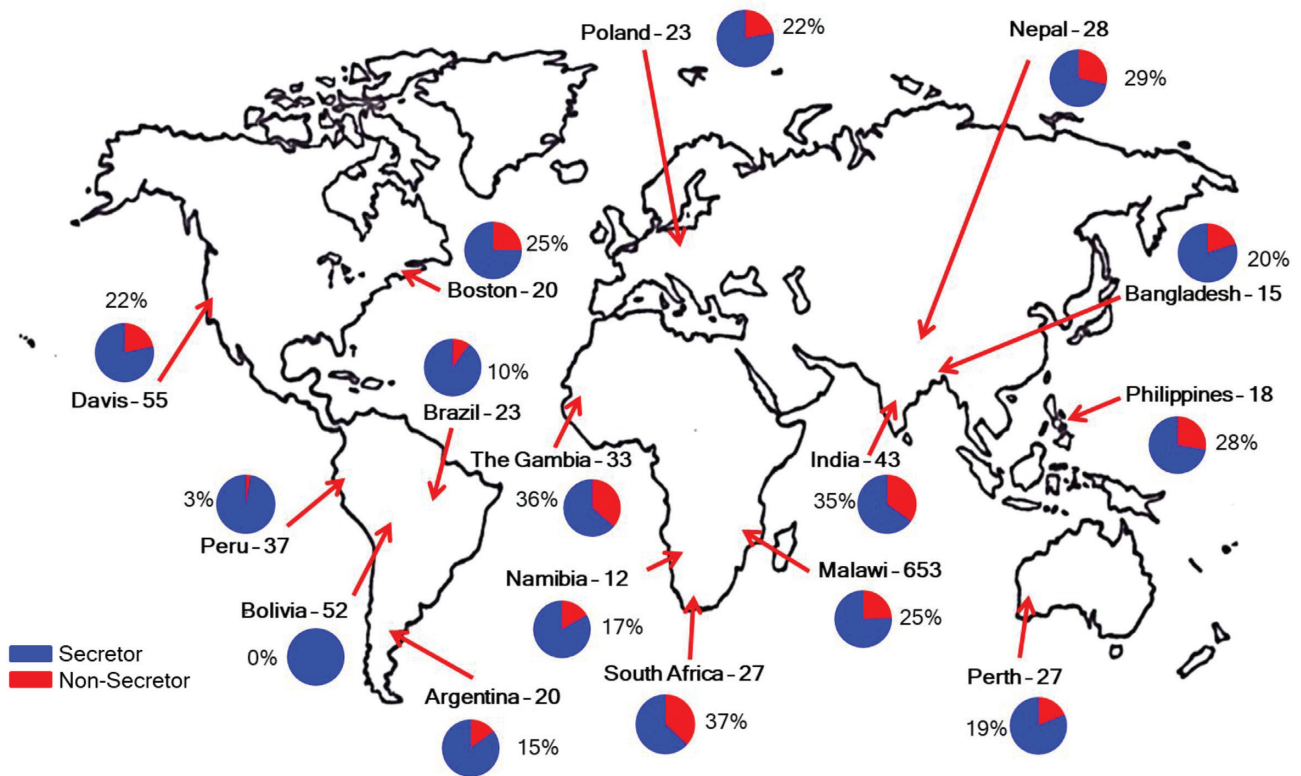 Poland - 23
22%
Nepal - 28
29%
25%
Boston - 20
20%
Bangladesh - 15
22%
Davis - 55
10%
Brazil - 23
Philippines - 18
28%
The Gambia - 33
36%
India - 43
35%
3%
Peru - 37
Namibia - 12
17%
Malawi - 653
25%
Bolivia - 52
0%
Secretor
Non-Secretor
Argentina - 20
15%
South Africa - 27
37%
Perth - 27
19%